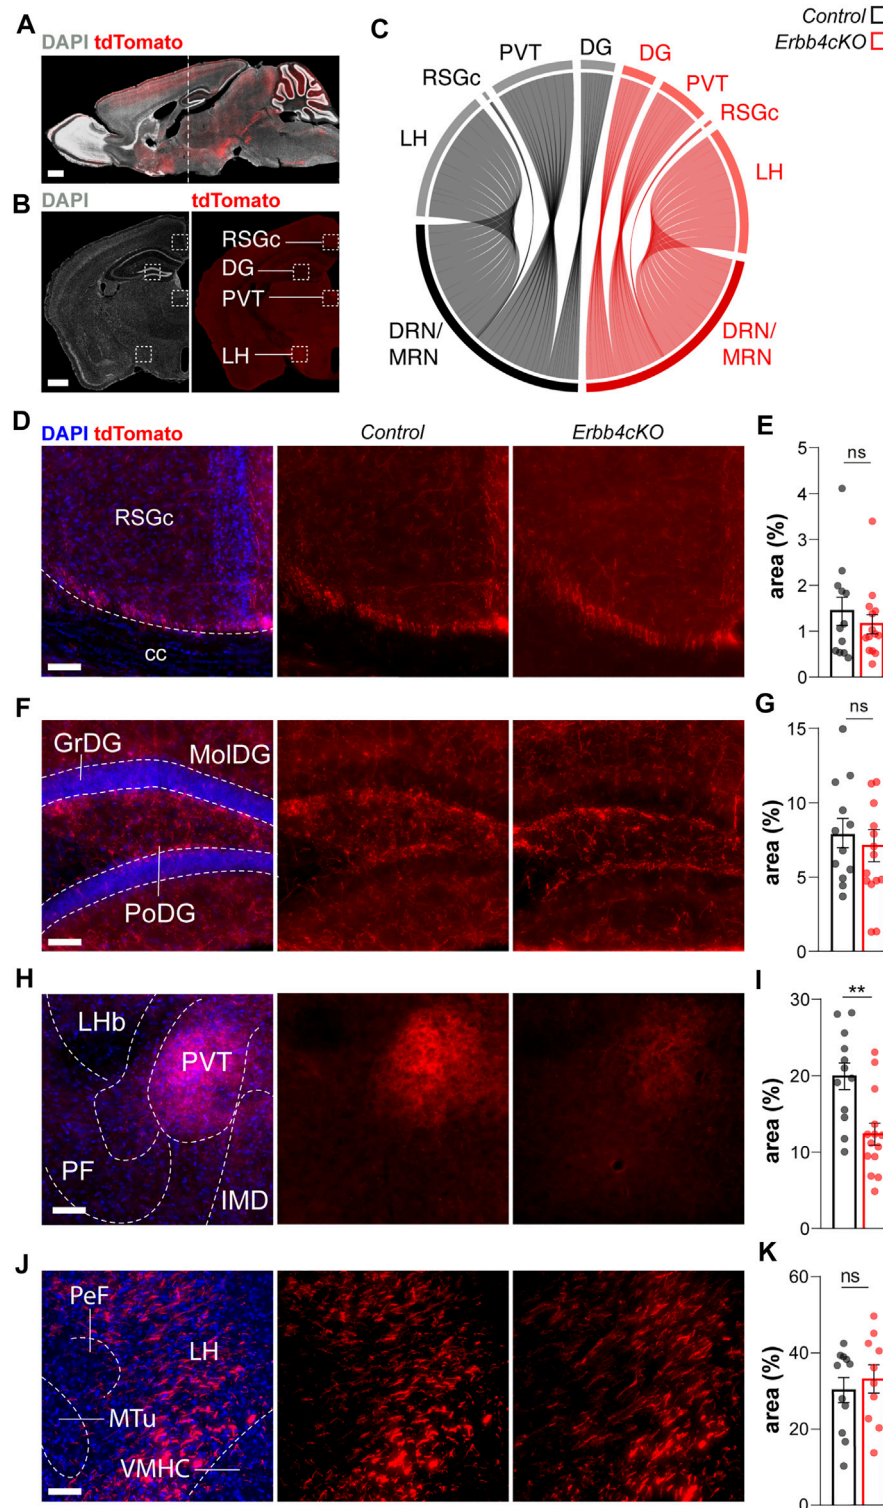 Control
Erbb4cKO
A
DAPI tdTomato
B
DAPI
tdTomato
RSGc
DG
PVT
LH
C
LH
RSGc
PVT
DG
DG
PVT
RSGc
LH
DRN/
MRN
DRN/
MRN
D
DAPI tdTomato
Control
Erbb4cKO
RSGc
cc
E
ns
area (%)
5
4
3
2
1
0
F
GrDG
MolDG
PoDG
G
ns
area (%)
15
10
5
0
H
LHb
PVT
PF
IMD
I
**
area (%)
30
20
10
0
J
PeF
LH
MTu
VMHC
K
ns
area (%)
60
40
20
0